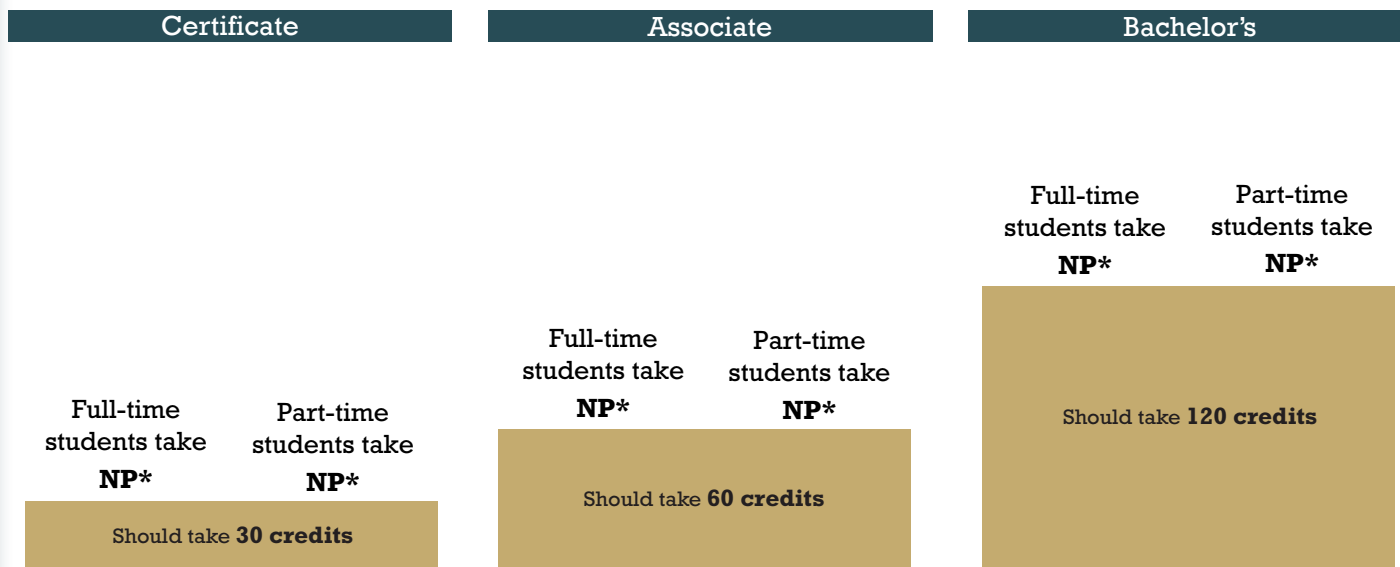 Certificate
Full-time
students take
NP*
Part-time
students take
NP*
Should take 30 credits
Associate
Full-time
students take
NP*
Part-time
students take
NP*
Should take 60 credits
Bachelor’s
Full-time
students take
NP*
Part-time
students take
NP*
Should take 120 credits